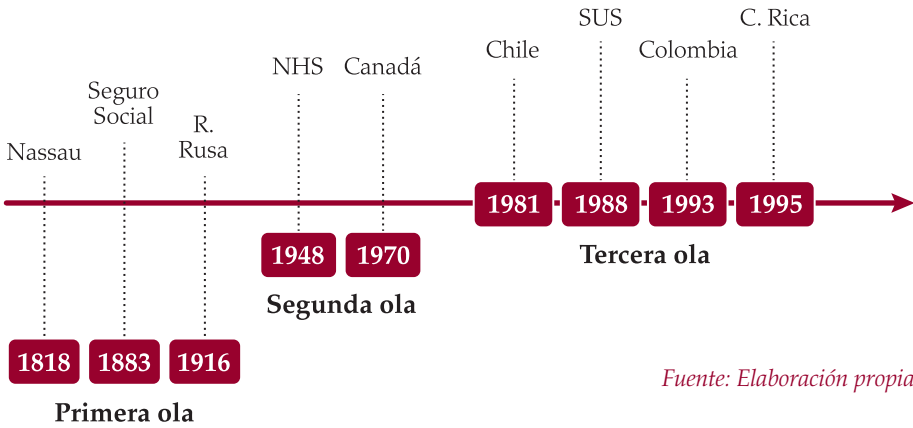 SUS
C. Rica
Chile
Colombia
NHS
Canadá
Seguro
Social
R.
Rusa
Nassau
1981
1988
1993
1995
Tercera ola
1948
1970
Segunda ola
1818
1883
1916
Primera ola
Fuente: Elaboración propia